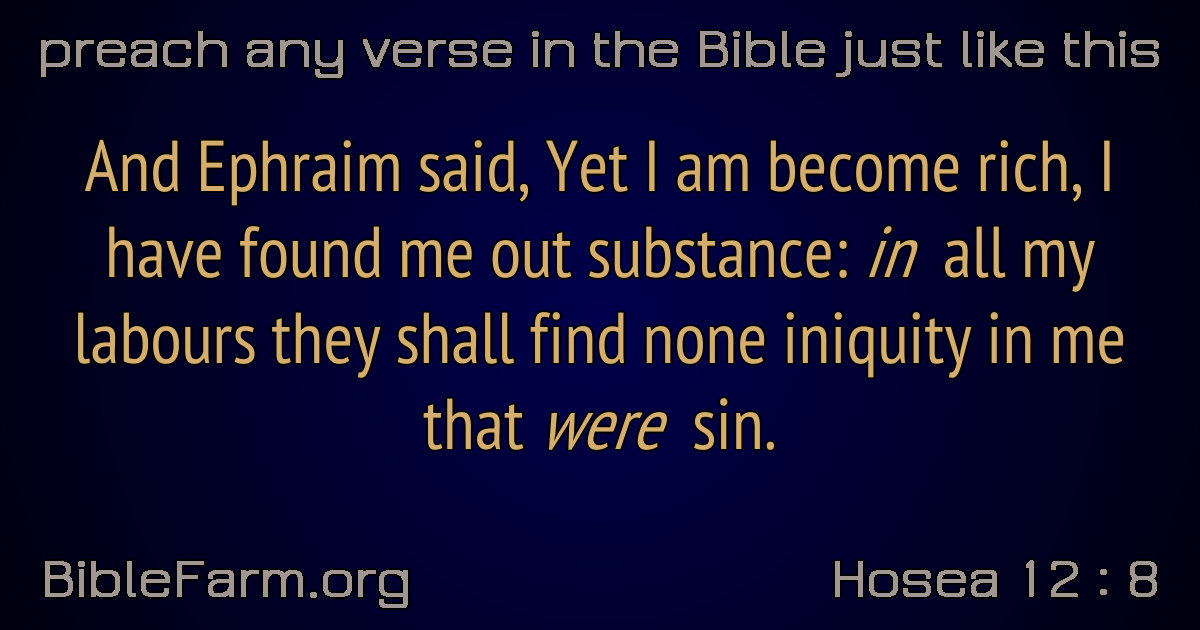 preach any verse in the Bible just like this
And Ephraim said, Yet I am become rich, I
have found me out substance: in all my
labours they shall find none iniquity in me
that were sin.
BibleFarm.org
Hosea 12 : 8